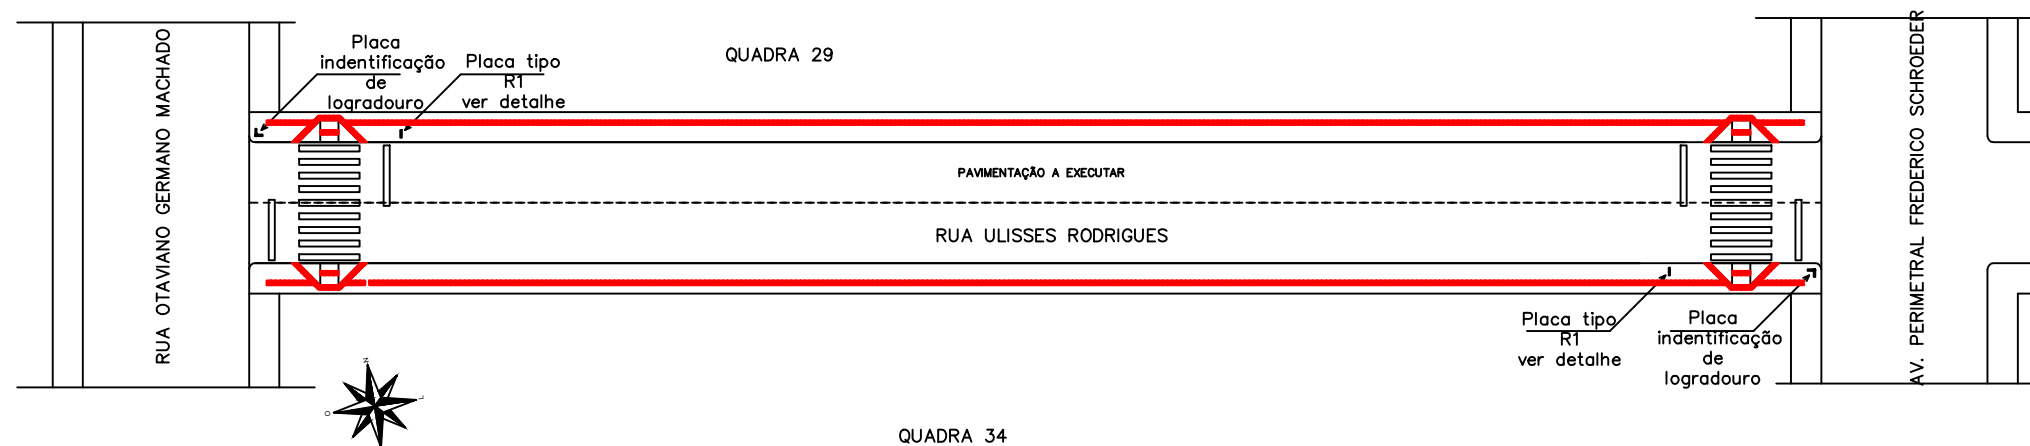 RUA OTAVIANO GERMANO MACHADO
Placa
indentificação
de
logradouro
Placa tipo
R1
ver detalhe
QUADRA 29
PAVIMENTAÇÃO A EXECUTAR
RUA ULISSES RODRIGUES
Placa tipo
R1
ver detalhe
Placa
indentificação
de
logradouro
AV. PERIMETRAL FREDERICO SCHROEDER
N
O
L
QUADRA 34